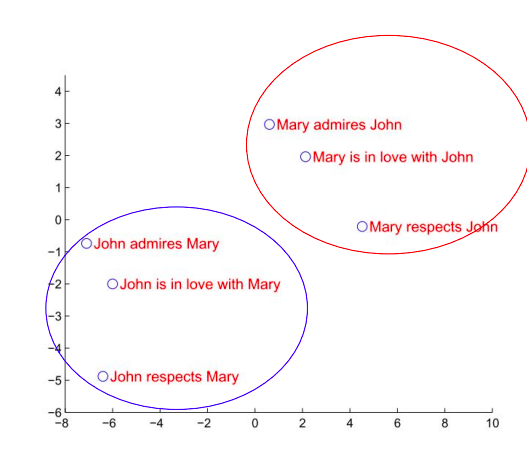 4
3
Mary admires John
2
Mary is in love with John
1
0
Mary respects John
−1
John admires Mary
−2
John is in love with Mary
−3
−4
−5
John respects Mary
−6
−8 −6 −4 −2 0 2 4 6 8 10